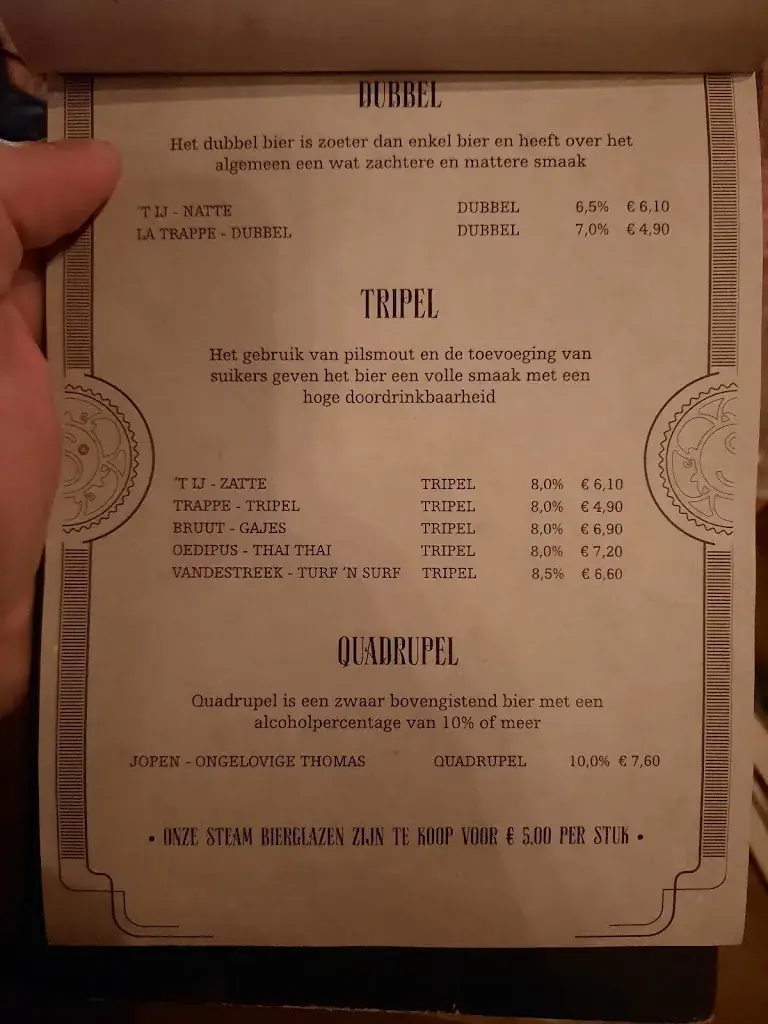 DUBBEL
Het dubbel bier is zoeter dan enkel bier en heeft over het
algemeen een wat zachtere en mattere smaak
'T IJ - NATTE DUBBEL 6,5% € 6,10
LA TRAPPE - DUBBEL DUBBEL 7,0% € 4,90
TRIPEL
Het gebruik van pilsmout en de toevoeging van
suikers geven het bier een volle smaak met een
hoge doordrinkbaarheid
'T IJ - ZATTE TRIPEL 8,0% € 6,10
TRAPPE - TRIPEL TRIPEL 8,0% € 4,90
BRUUT - GAJES TRIPEL 8,0% € 6,90
OEDIPUS - THAI THAI TRIPEL 8,0% € 7,20
VANDESTREEK - TURF 'N SURF TRIPEL 8,5% € 6,60
QUADRUPEL
Quadrupel is een zwaar bovengistend bier met een
alcoholpercentage van 10% of meer
JOPEN - ONGELOVIGE THOMAS QUADRUPEL 10,0% € 7,60
• ONZE STEAM BIERGLAZEN ZIJN TE KOOP VOOR € 5,00 PER STUK •